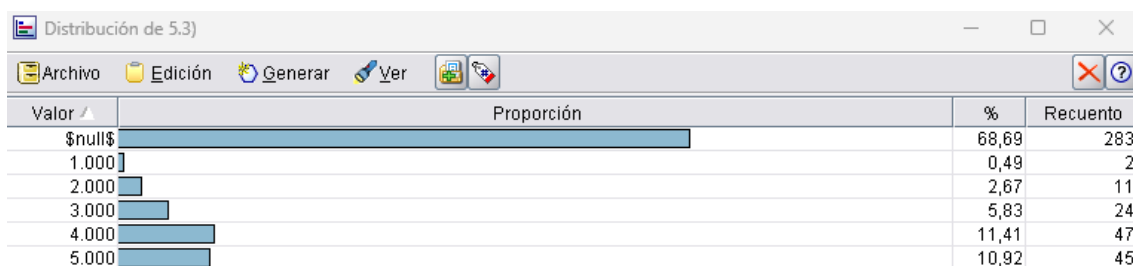 Distribución de 5.3)
Archivo Edición Generar Ver
Valor Proporción % Recuento
$null$ 68,69 283
1.000 0,49 2
2.000 2,67 11
3.000 5,83 24
4.000 11,41 47
5.000 10,92 45